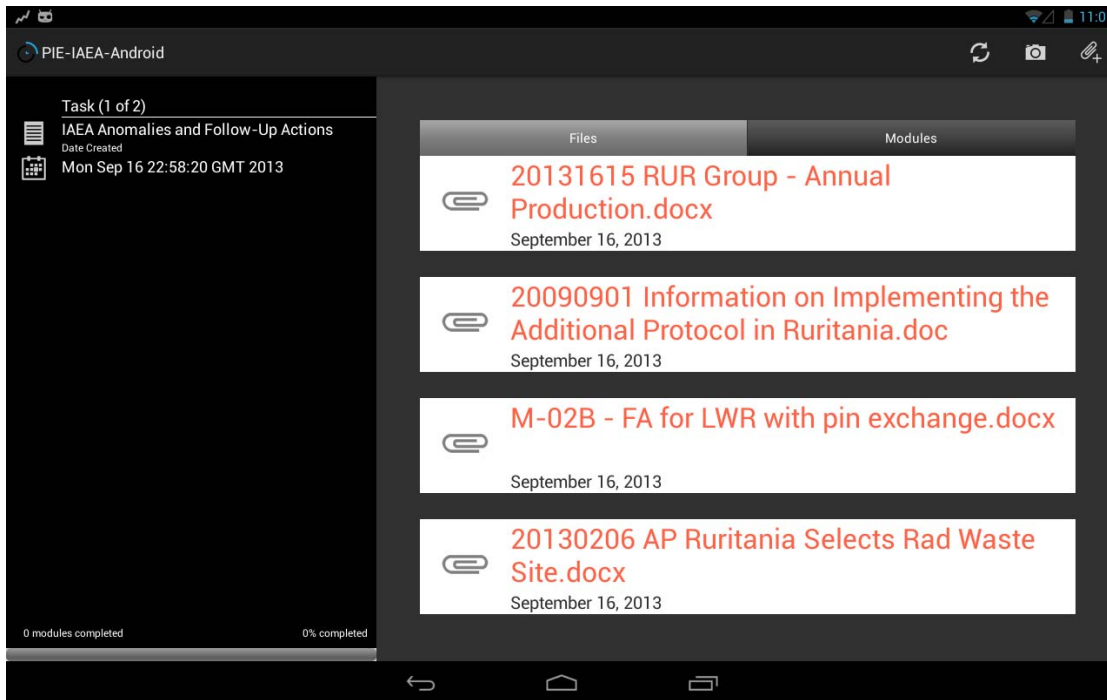 11:0
PIE-IAEA-Android
Task (1 of 2)
IAEA Anomalies and Follow-Up Actions
Date Created
Mon Sep 16 22:58:20 GMT 2013
0 modules completed
0% completed
Files
Modules
20131615 RUR Group - Annual
Production.docx
September 16, 2013
20090901 Information on Implementing the
Additional Protocol in Ruritania.doc
September 16, 2013
M-02B - FA for LWR with pin exchange.docx
September 16, 2013
20130206 AP Ruritania Selects Rad Waste
Site.docx
September 16, 2013